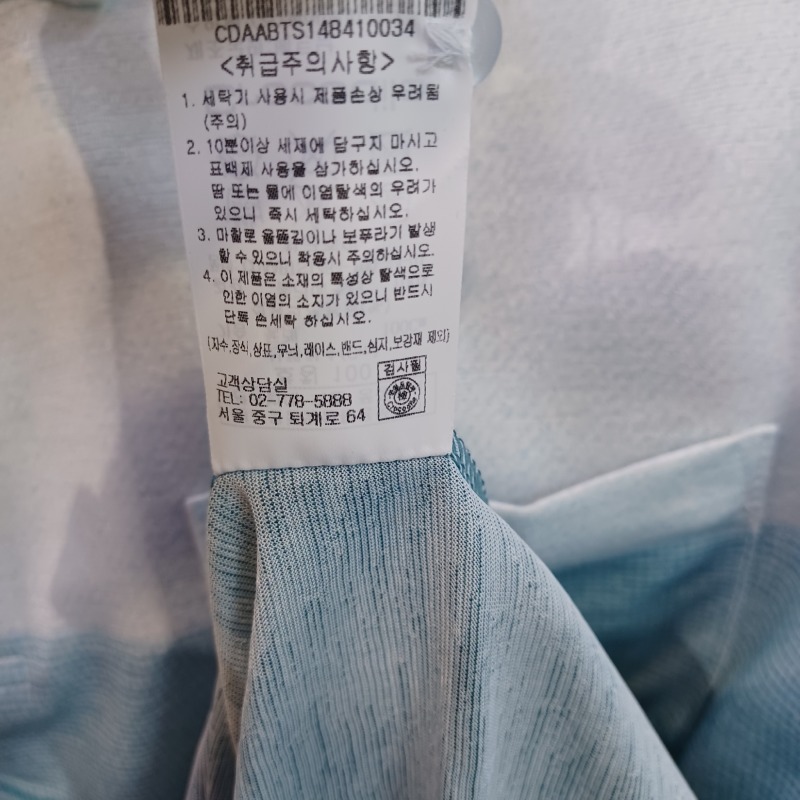 CDAABTS148410034
<취급주의사항>
1. 세탁기 사용시 제품손상 우려됨
(주의)
2. 10분이상 세제에 담구지 마시고
표백제 사용을 삼가하십시오.
땀 또는 물에 이염탈색의 우려가
있으니 즉시 세탁하십시오.
3. 마찰로 올뜯김이나 보푸라기 발생
할 수 있으니 착용시 주의하십시오.
4. 이 제품은 소재의 특성상 탈색으로
인한 이염의 소지가 있으니 반드시
단독 손세탁 하십시오.
(자수,장식,상표,무늬,레이스,밴드,심지,보강재 제외)
고객상담실
TEL: 02-778-5888
서울 중구 퇴계로 64
검사필